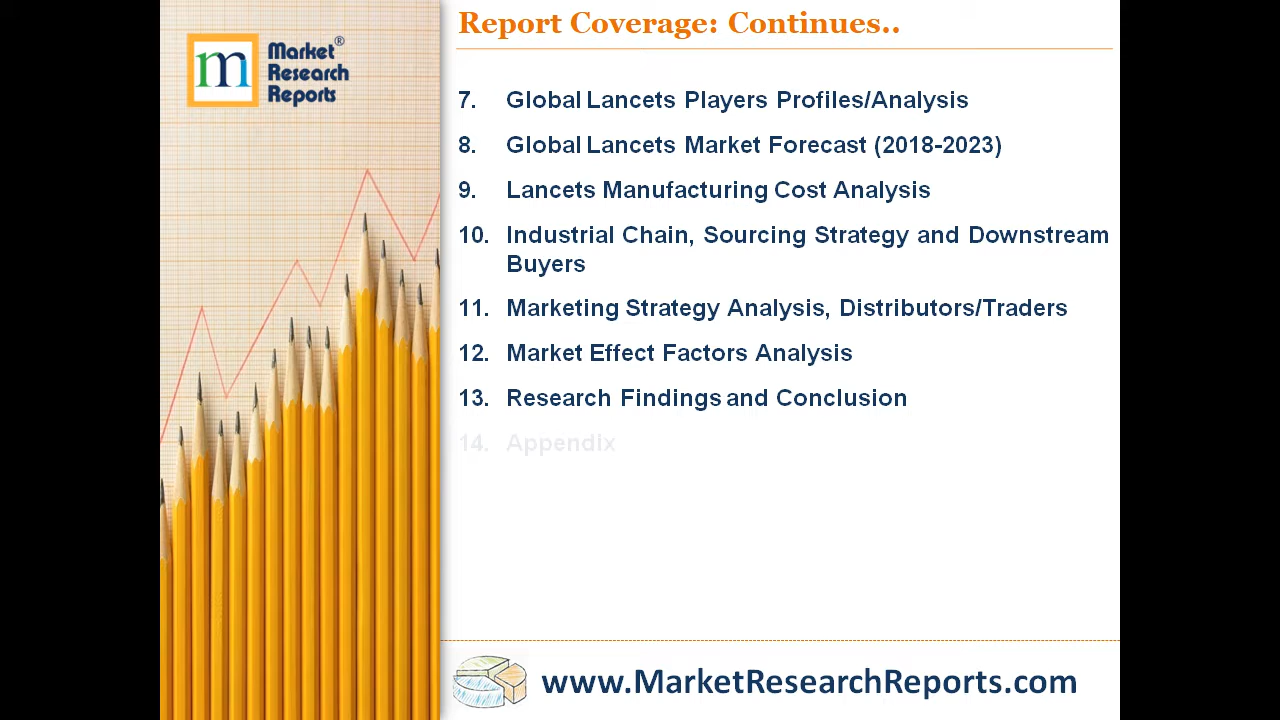 Report Coverage: Continues..
m
Market®
Research
Reports
7. Global Lancets Players Profiles/Analysis
8. Global Lancets Market Forecast (2018-2023)
9. Lancets Manufacturing Cost Analysis
10. Industrial Chain, Sourcing Strategy and Downstream
Buyers
11. Marketing Strategy Analysis, Distributors/Traders
12. Market Effect Factors Analysis
13. Research Findings and Conclusion
14. Appendix
www.MarketResearchReports.com